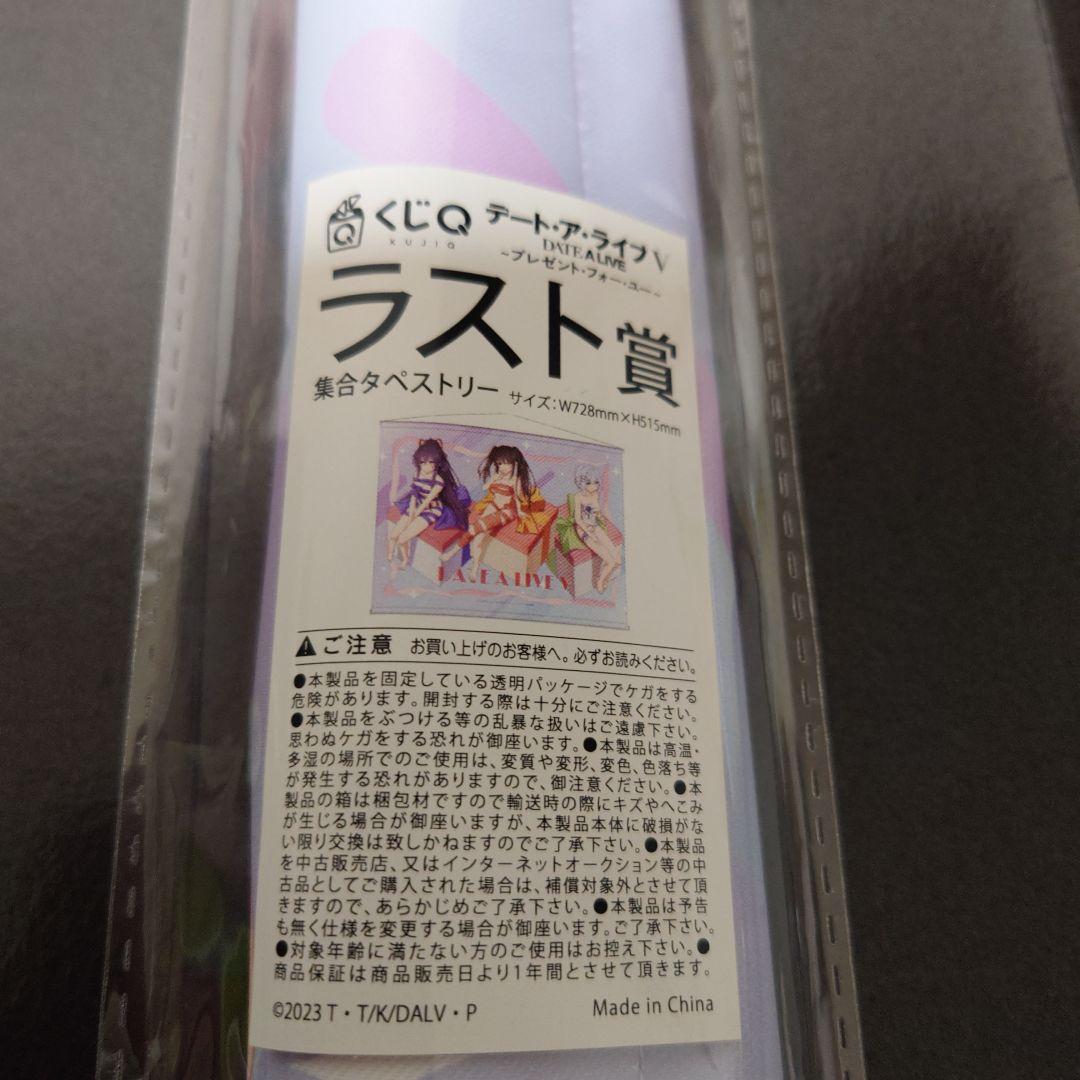 くじQ
KUJIQ
デート・ア・ライブV
DATE A LIVE
~プレゼント・フォー・ユー~
ラスト賞
集合タペストリー サイズ:W728mm×H515mm
DATE A LIVE V
ご注意 お買い上げのお客様へ。必ずお読みください。
●本製品を固定している透明パッケージでケガをする
危険があります。開封する際は十分にご注意ください。
●本製品をぶつける等の乱暴な扱いはご遠慮下さい。
思わぬケガをする恐れが御座います。●本製品は高温・
多湿の場所でのご使用は、変質や変形、変色、色落ち等
が発生する恐れがありますので、御注意ください。●本
製品の箱は梱包材ですので輸送時の際にキズやへこみ
が生じる場合が御座いますが、本製品本体に破損がな
い限り交換は致しかねますのでご了承下さい。●本製品
を中古販売店、又はインターネットオークション等の中
古品としてご購入された場合は、補償対象外とさせて頂
きますので、あらかじめご了承下さい。●本製品は予告
も無く仕様を変更する場合が御座います。ご了承下さい。
●対象年齢に満たない方のご使用はお控え下さい。●
商品保証は商品販売日より1年間とさせて頂きます。
©2023 T・T/K/DALV・P Made in China